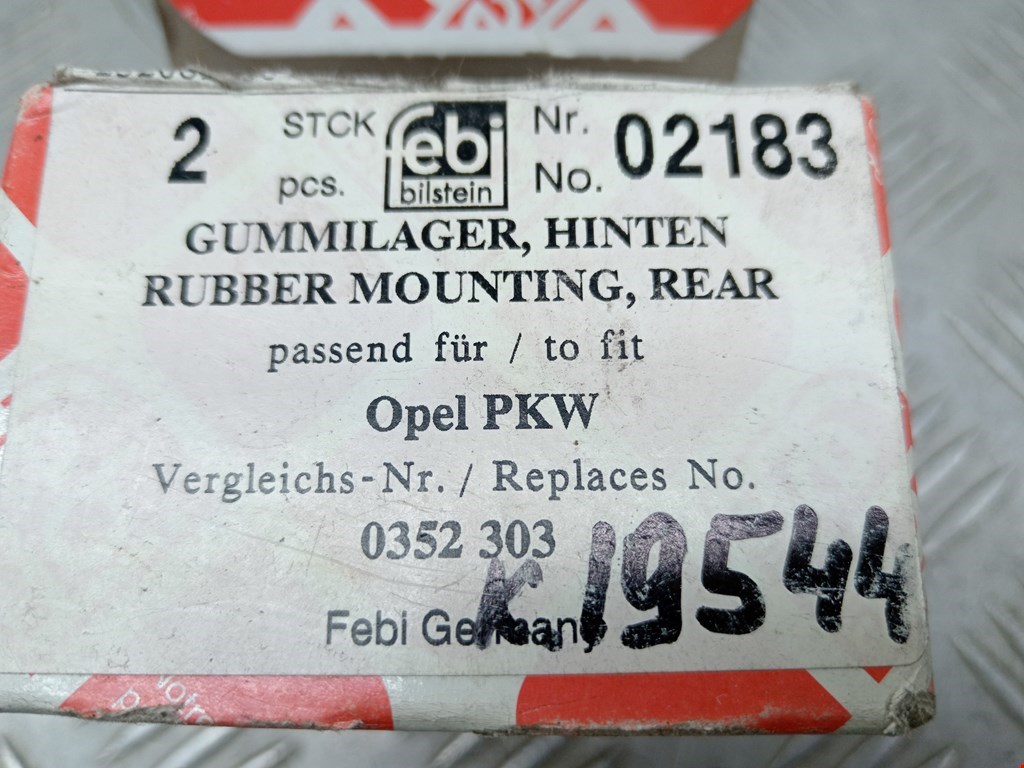 2 STCK febi Nr. 02183
pcs. bilstein No.
GUMMILAGER, HINTEN
RUBBER MOUNTING, REAR
passend für / to fit
Opel PKW
Vergleichs-Nr. / Replaces No.
0352 303
K. 19544
Febi Germany